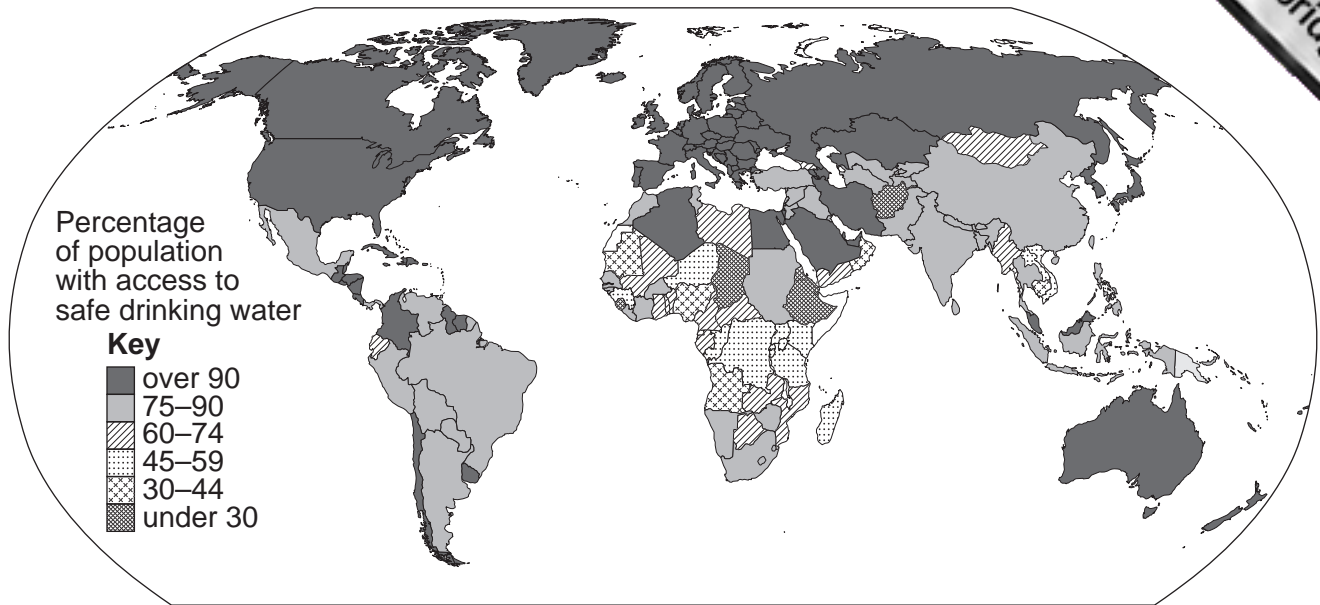 Percentage
of population
with access to
safe drinking water
Key
over 90
75–90
60–74
45–59
30–44
under 30